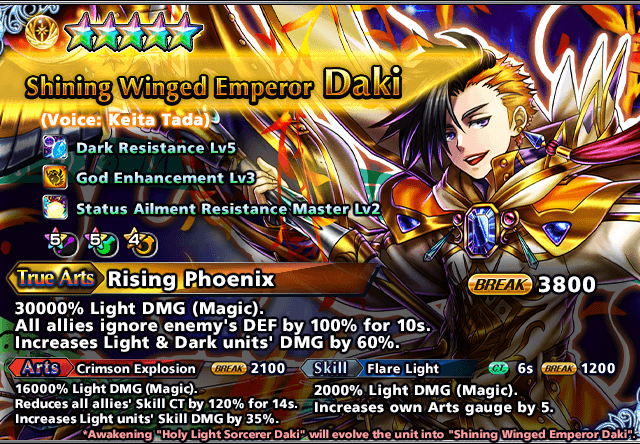 Shining Winged Emperor Daki
(Voice: Keita Tada)
Dark Resistance Lv5
God Enhancement Lv3
Status Ailment Resistance Master Lv2
5 5 4
True Arts Rising Phoenix BREAK 3800
30000% Light DMG (Magic).
All allies ignore enemy's DEF by 100% for 10s.
Increases Light & Dark units' DMG by 60%.
Arts Crimson Explosion BREAK 2100
16000% Light DMG (Magic).
Reduces all allies' Skill CT by 120% for 14s.
Increases Light units' Skill DMG by 35%.
Skill Flare Light CT 6s BREAK 1200
2000% Light DMG (Magic).
Increases own Arts gauge by 5.
*Awakening "Holy Light Sorcerer Daki" will evolve the unit into "Shining Winged Emperor Daki"